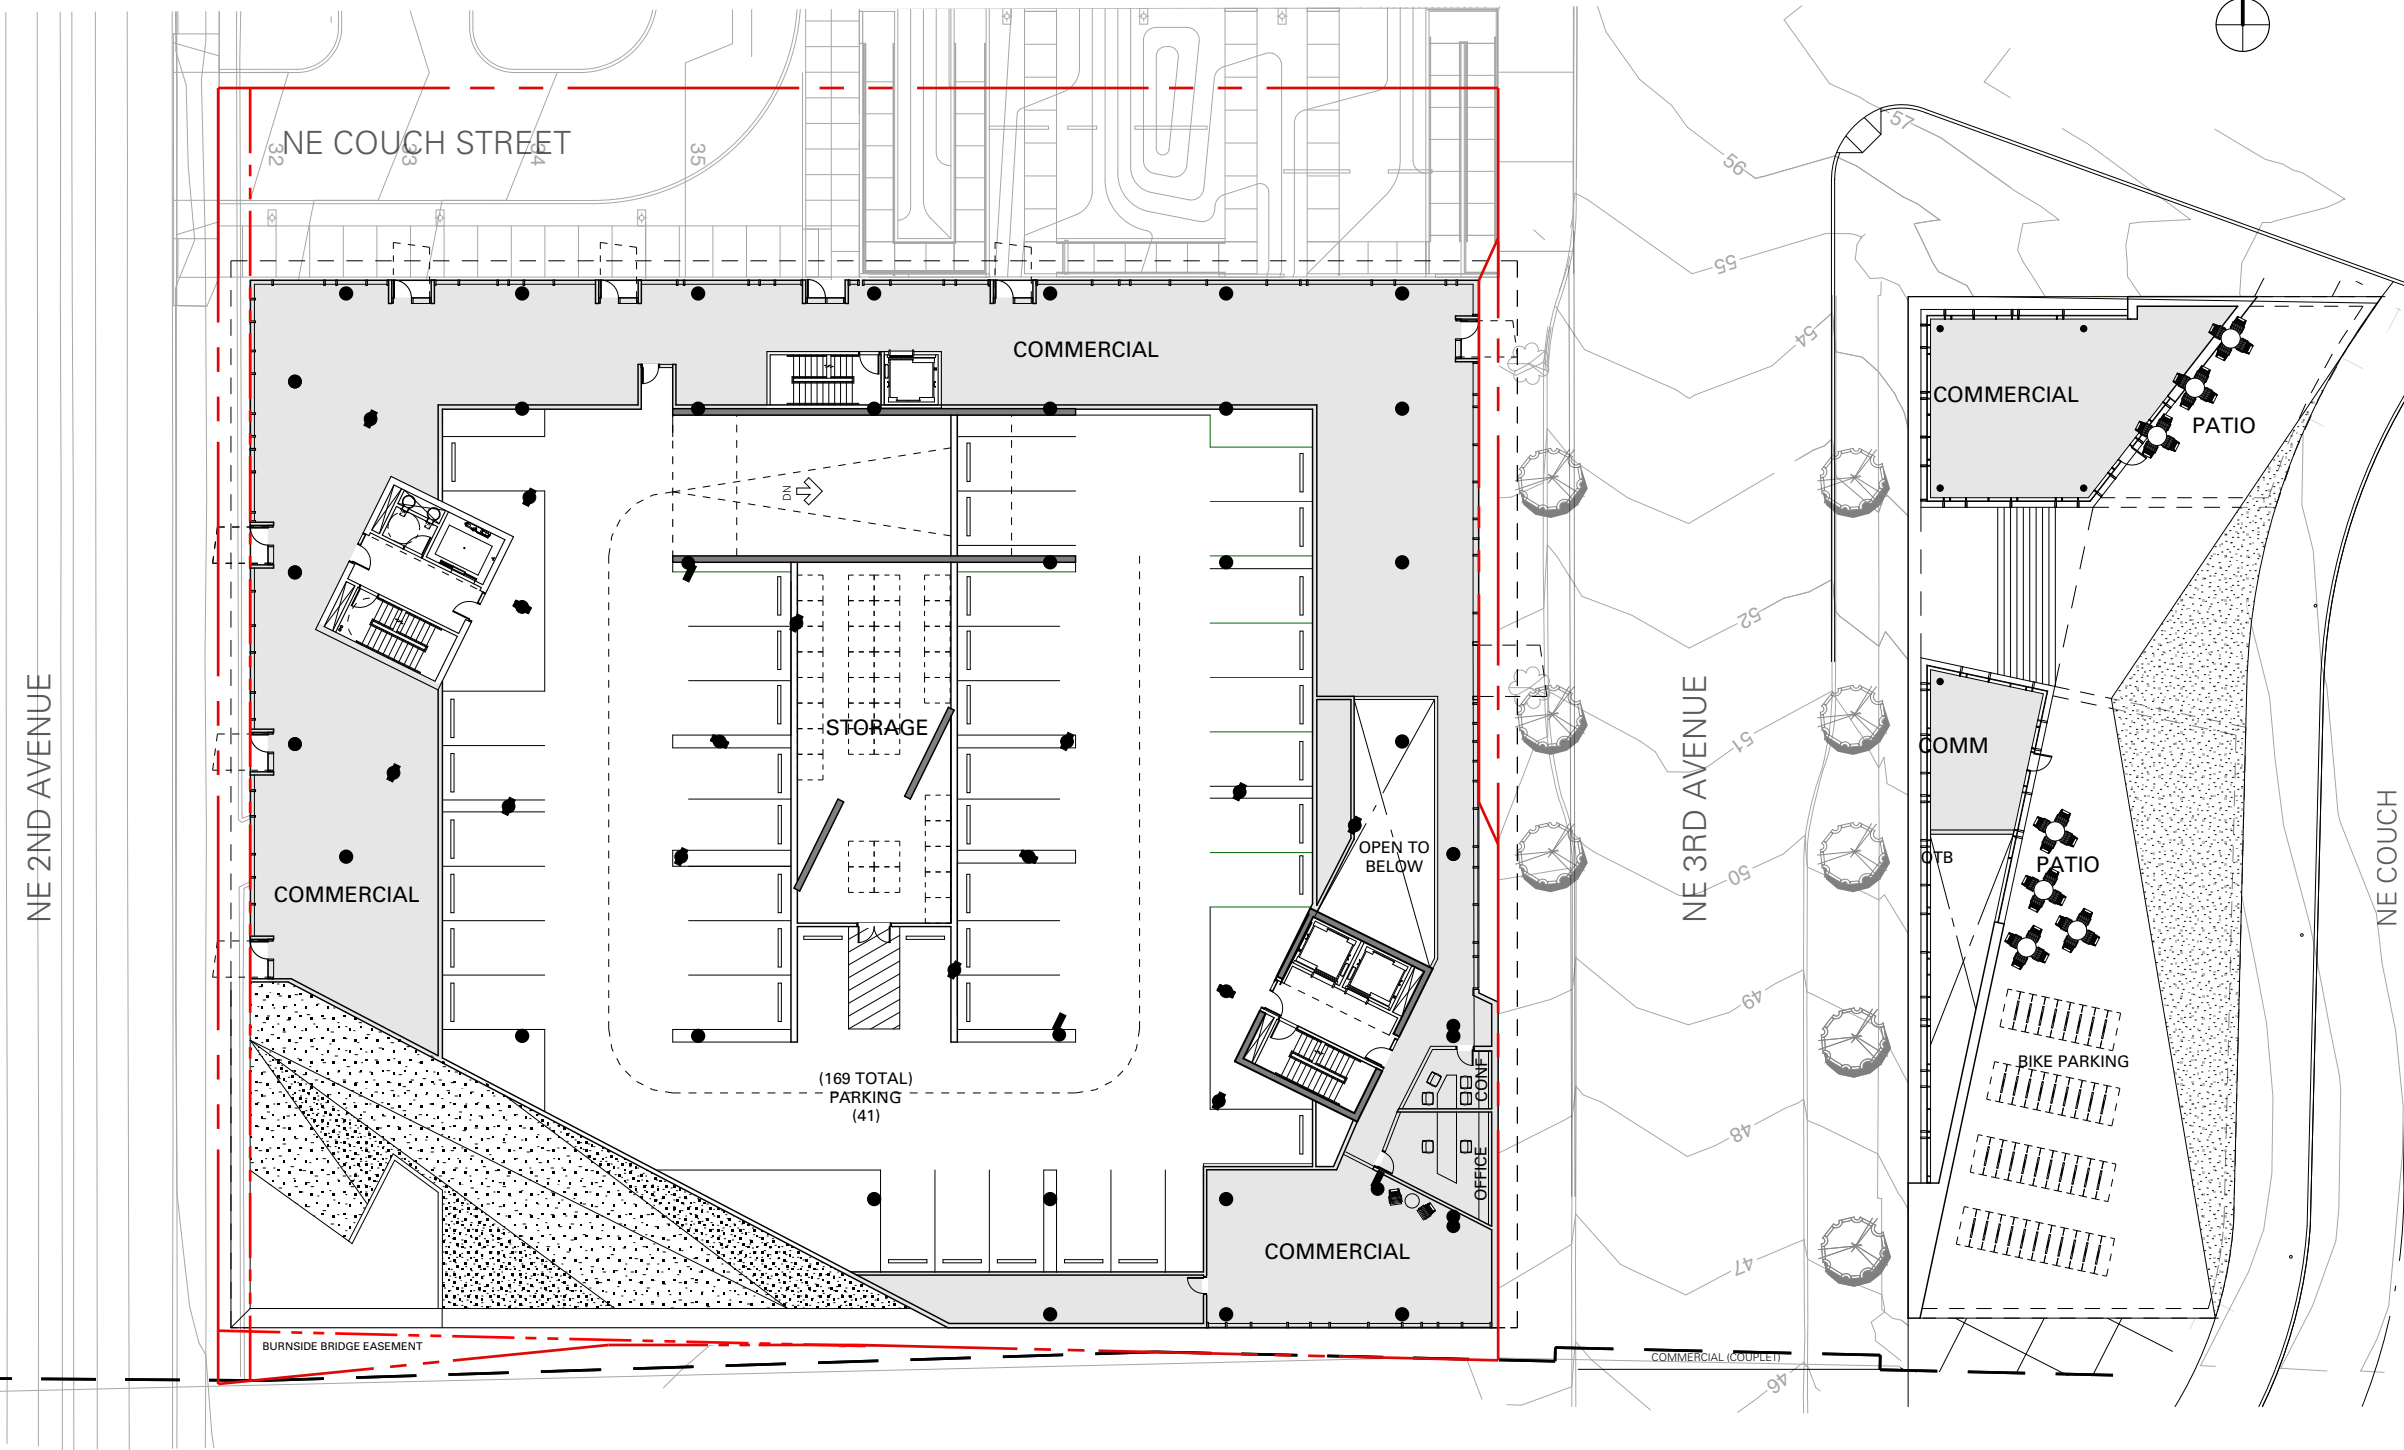 NE COUCH STREET
32
33
34
35
57
56
55
54
52
51
50
49
48
47
46
COMMERCIAL
COMMERCIAL
PATIO
DN
STORAGE
COMM
NE 2ND AVENUE
NE 3RD AVENUE
NE COUCH
OPEN TO
BELOW
OTB
PATIO
COMMERCIAL
BIKE PARKING
(169 TOTAL)
PARKING
(41)
CONF
OFFICE
COMMERCIAL
BURNSIDE BRIDGE EASEMENT
COMMERCIAL (COUPLET)